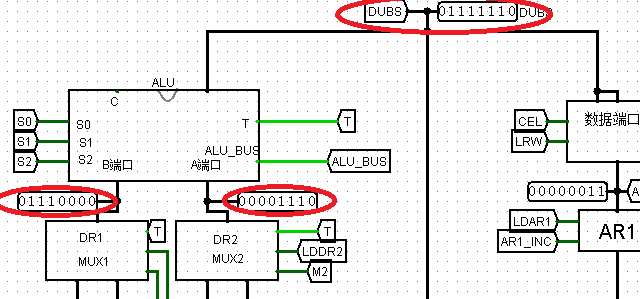 DUBS
01111110
DUBS
ALU
C
S0
S0
T
T
S1
S1
S2
S2
ALU_BUS
ALU_BUS
B端口
A端口
CEL
LRW
数据端口
01110000
00001110
00000011
A
DR1
MUX1
T
DR2
MUX2
T
LDDR2
M2
LDAR1
AR1_INC
AR1